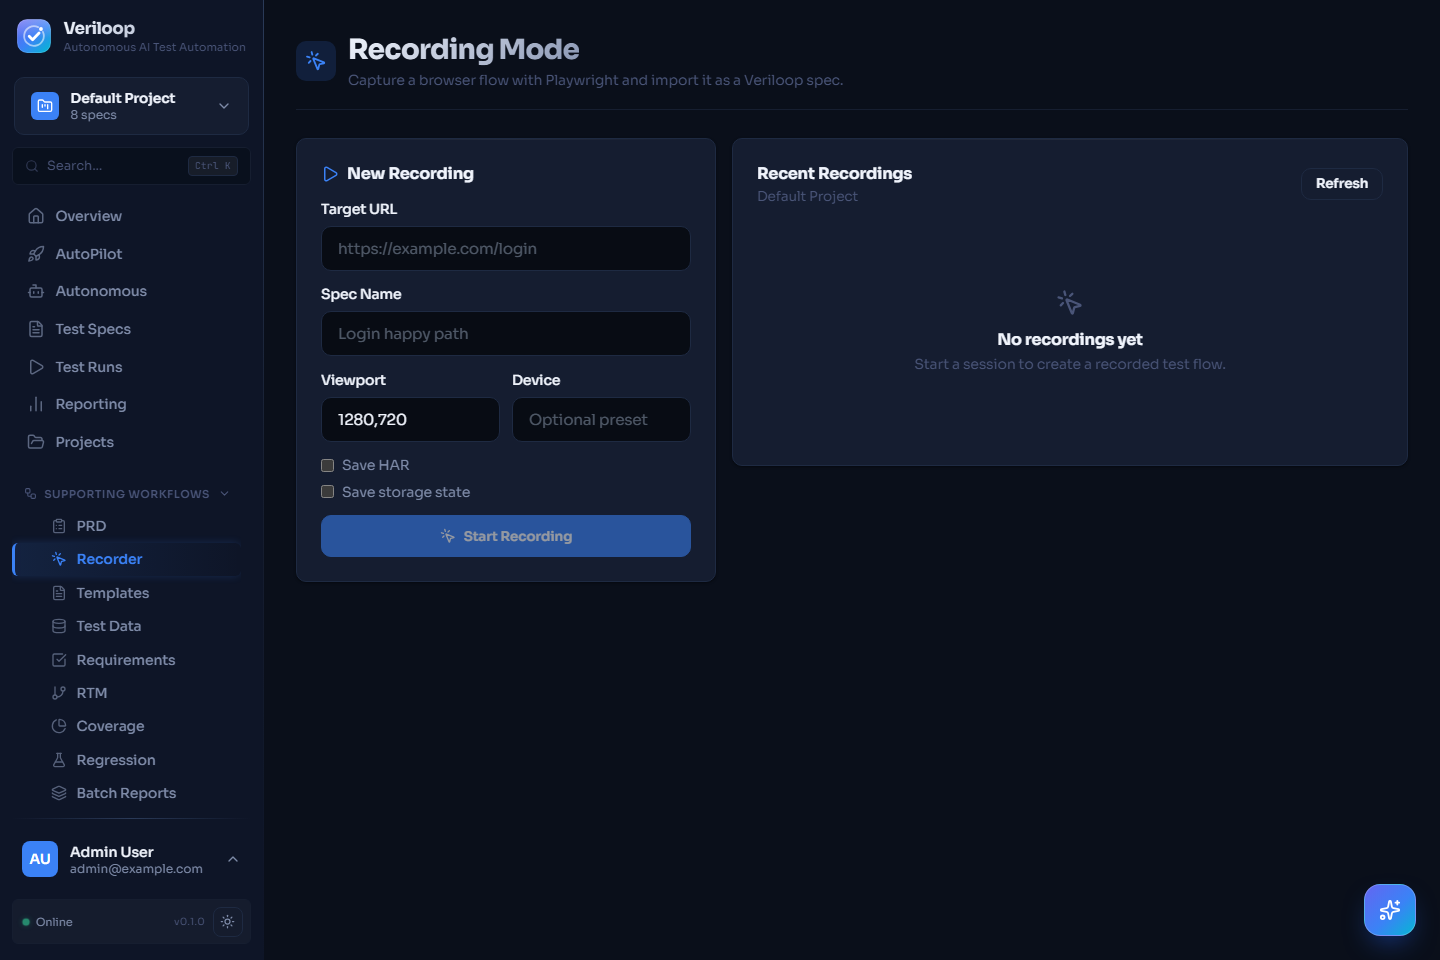 Veriloop
Autonomous AI Test Automation
Default Project
8 specs
Search...
Ctrl K
Overview
AutoPilot
Autonomous
Test Specs
Test Runs
Reporting
Projects
SUPPORTING WORKFLOWS
PRD
Recorder
Templates
Test Data
Requirements
RTM
Coverage
Regression
Batch Reports
AU
Admin User
admin@example.com
Online
v0.1.0
Recording Mode
Capture a browser flow with Playwright and import it as a Veriloop spec.
New Recording
Target URL
https://example.com/login
Spec Name
Login happy path
Viewport
Device
1280,720
Optional preset
Save HAR
Save storage state
Start Recording
Recent Recordings
Default Project
Refresh
No recordings yet
Start a session to create a recorded test flow.